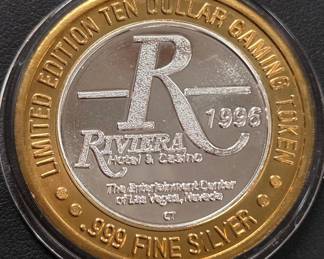 LIMITED EDITION TEN DOLLAR GAMING TOKEN
R
1996
RIVIERA
Hotel & Casino
The Entertainment Center
of Las Vegas, Nevada
CT
.999 FINE SILVER